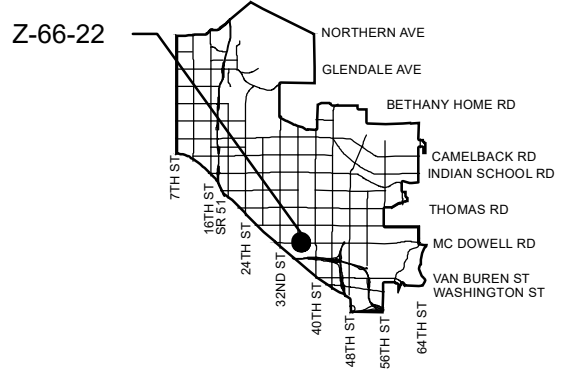 Z-66-22
NORTHERN AVE
GLENDALE AVE
BETHANY HOME RD
CAMELBACK RD
INDIAN SCHOOL RD
THOMAS RD
MC DOWELL RD
VAN BUREN ST
WASHINGTON ST
7TH ST
16TH ST
SR 51
24TH ST
32ND ST
40TH ST
48TH ST
56TH ST
64TH ST